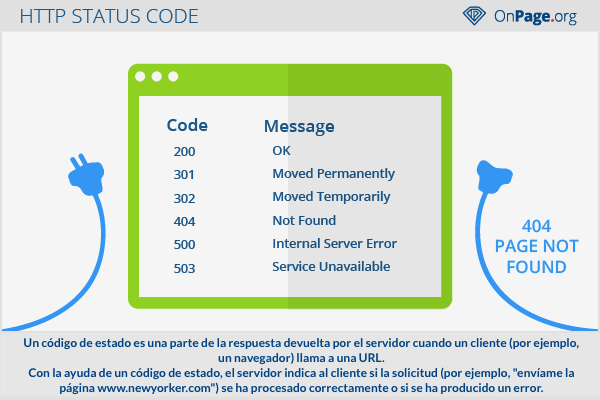 HTTP STATUS CODE
OnPage.org
Code Message
200 OK
301 Moved Permanently
302 Moved Temporarily
404 Not Found
500 Internal Server Error
503 Service Unavailable
404
PAGE NOT
FOUND
Un código de estado es una parte de la respuesta devuelta por el servidor cuando un cliente (por ejemplo,
un navegador) llama a una URL.
Con la ayuda de un código de estado, el servidor indica al cliente si la solicitud (por ejemplo, "envíame la
página www.newyorker.com") se ha procesado correctamente o si se ha producido un error.